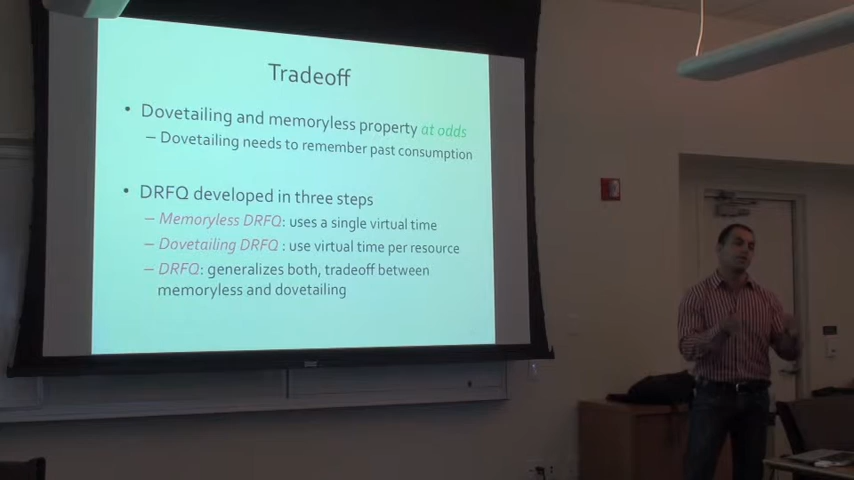 Tradeoff
• Dovetailing and memoryless property at odds
– Dovetailing needs to remember past consumption
• DRFQ developed in three steps
– Memoryless DRFQ: uses a single virtual time
– Dovetailing DRFQ : use virtual time per resource
– DRFQ: generalizes both, tradeoff between
memoryless and dovetailing